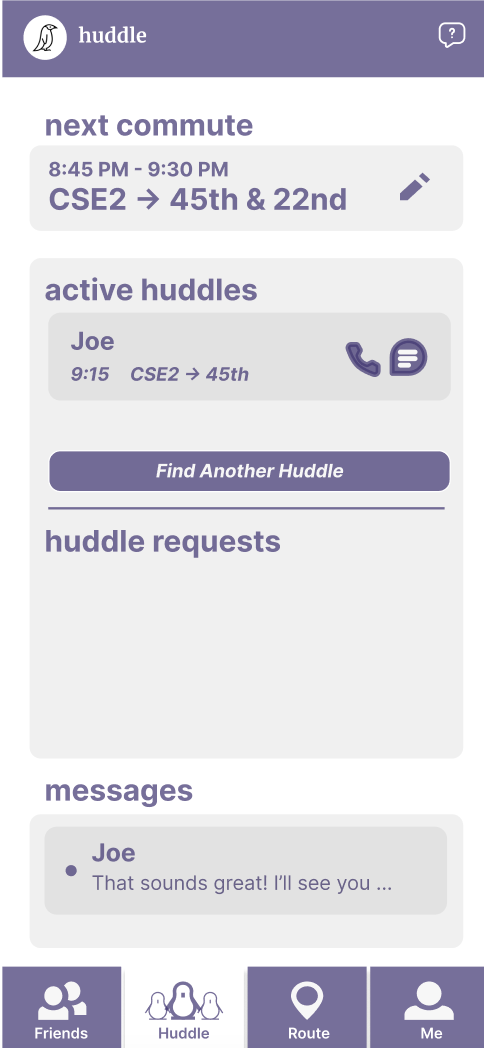 huddle
?
next commute
8:45 PM - 9:30 PM
CSE2 → 45th & 22nd
active huddles
Joe
9:15 CSE2 → 45th
Find Another Huddle
huddle requests
messages
Joe
That sounds great! I’ll see you ...
Friends
Huddle
Route
Me